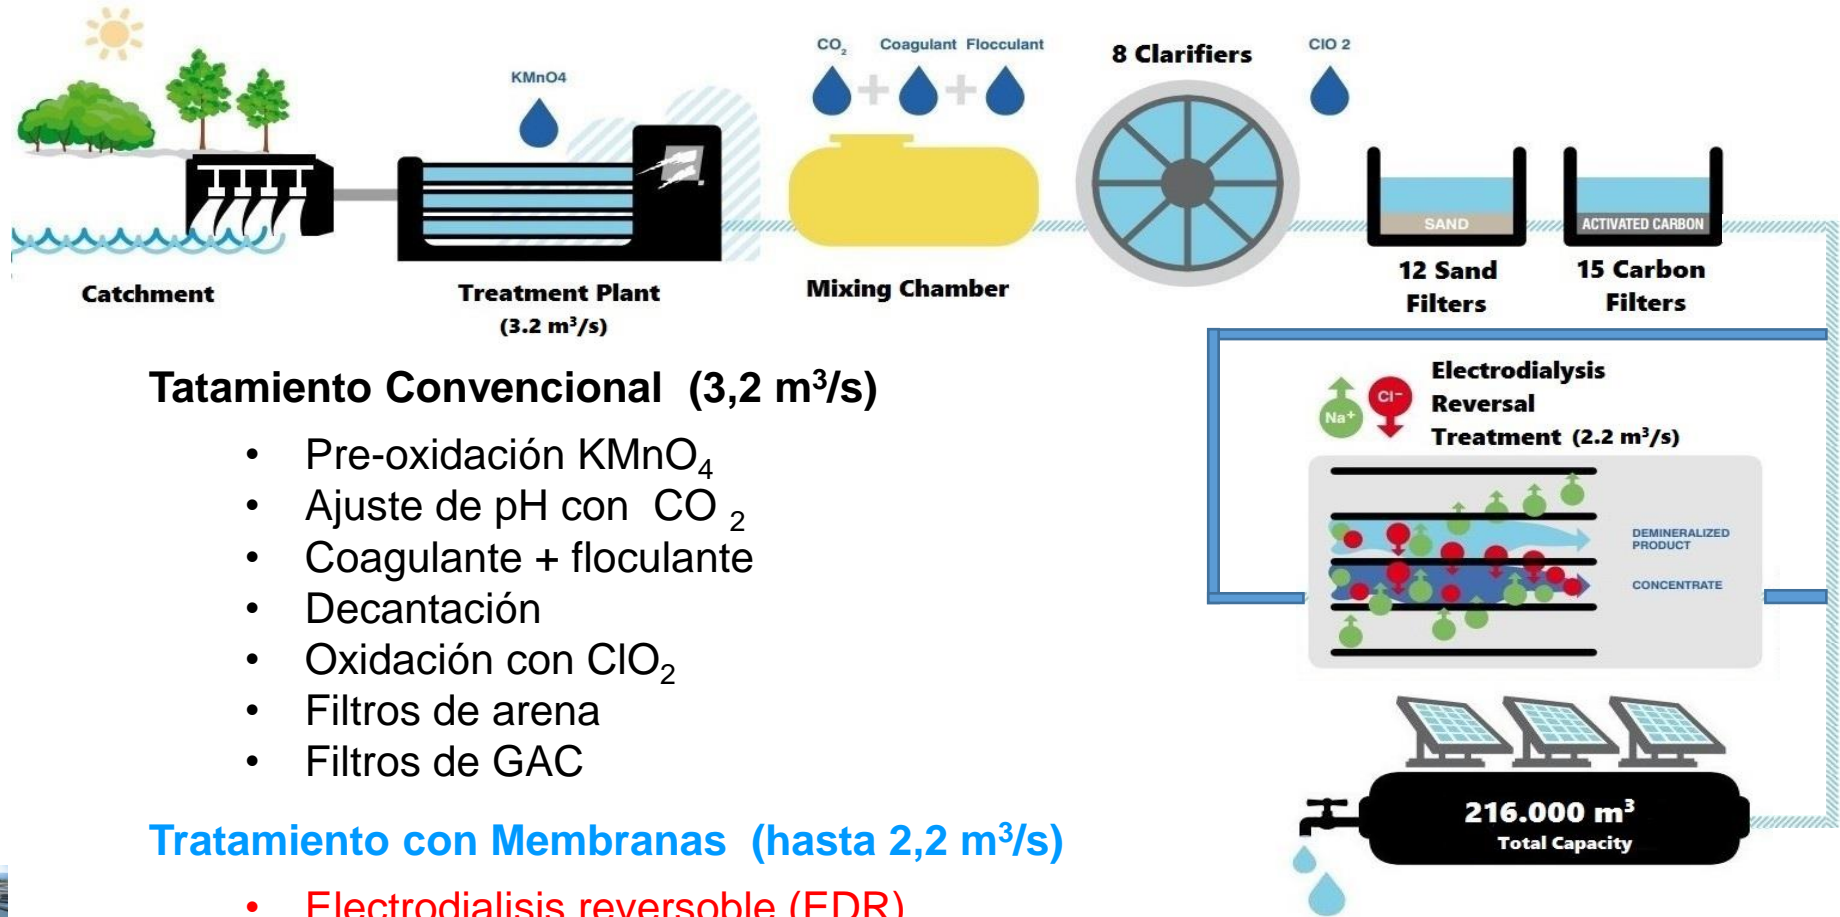 KMnO4
CO2 Coagulant Flocculant
8 Clarifiers
ClO 2
SAND
ACTIVATED CARBON
Catchment
Treatment Plant
(3.2 m³/s)
Mixing Chamber
12 Sand
Filters
15 Carbon
Filters
Tatamiento Convencional (3,2 m³/s)
• Pre-oxidación KMnO₄
• Ajuste de pH con CO ₂
• Coagulante + floculante
• Decantación
• Oxidación con ClO₂
• Filtros de arena
• Filtros de GAC
Tratamiento con Membranas (hasta 2,2 m³/s)
• Electrodialisis reversoble (EDR)
Na⁺
Cl⁻
Electrodialysis
Reversal
Treatment (2.2 m³/s)
DEMINERALIZED
PRODUCT
CONCENTRATE
216.000 m³
Total Capacity